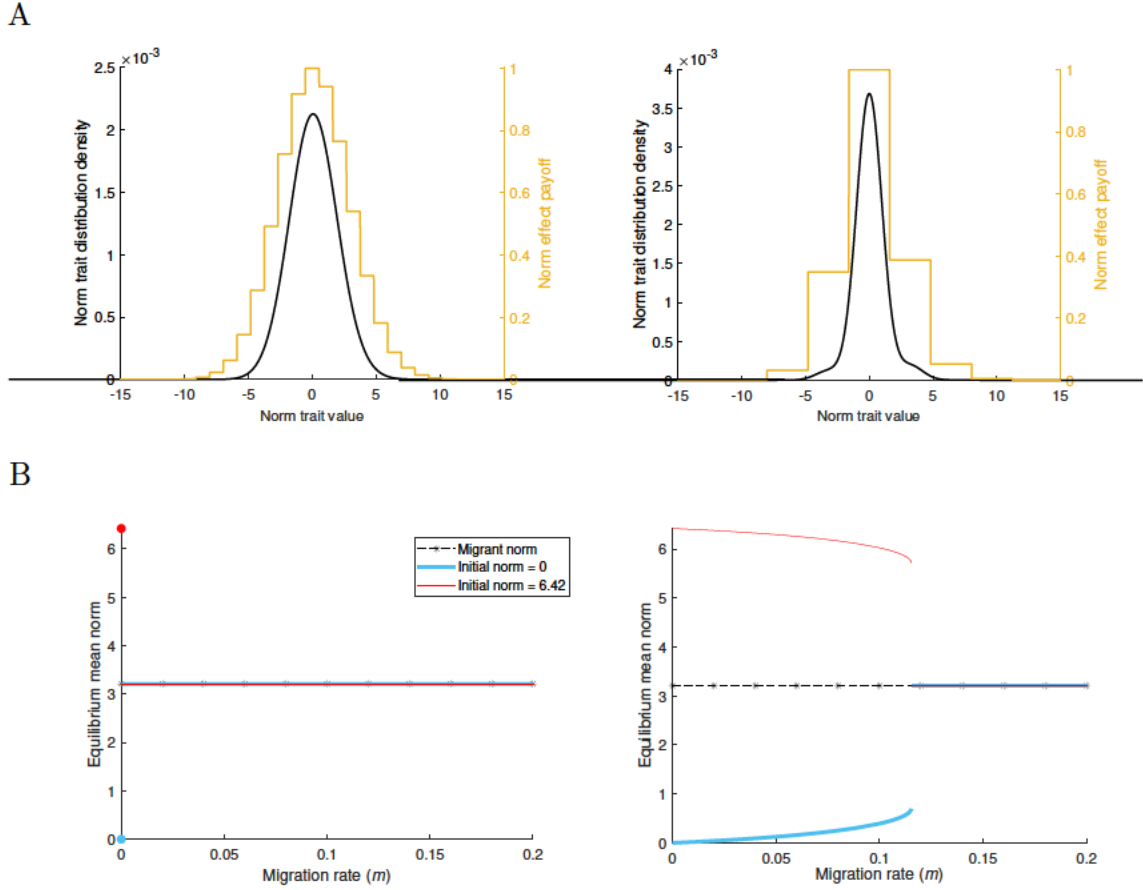 A
×10⁻³
2.5
2
1.5
1
0.5
0
Norm trait distribution density
1
0.8
0.6
0.4
0.2
0
Norm effect payoff
-15 -10 -5 0 5 10 15
Norm trait value
×10⁻³
4
3.5
3
2.5
2
1.5
1
0.5
0
Norm trait distribution density
1
0.8
0.6
0.4
0.2
0
Norm effect payoff
-15 -10 -5 0 5 10 15
Norm trait value
B
6
5
4
3
2
1
0
Equilibrium mean norm
Migrant norm
Initial norm = 0
Initial norm = 6.42
0 0.05 0.1 0.15 0.2
Migration rate (m)
6
5
4
3
2
1
0
Equilibrium mean norm
0 0.05 0.1 0.15 0.2
Migration rate (m)